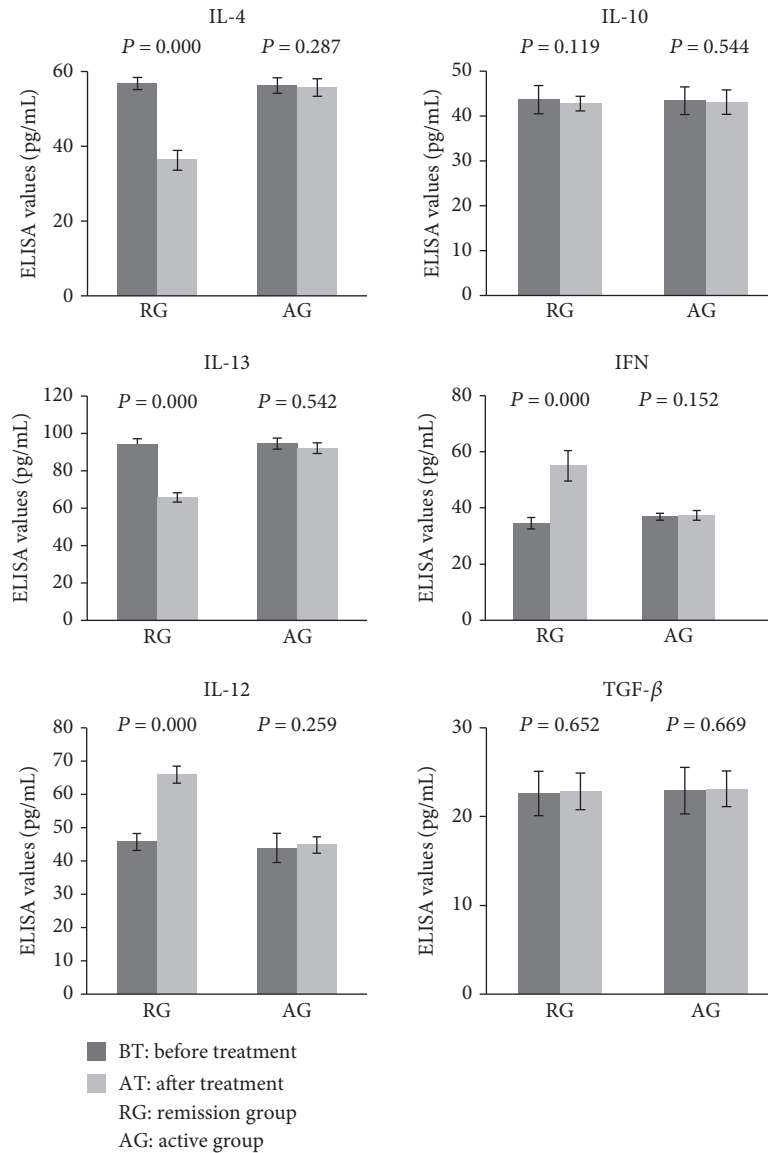 IL-4
P = 0.000 P = 0.287
60
40
20
0
ELISA values (pg/mL)
RG AG
IL-10
P = 0.119 P = 0.544
50
40
30
20
10
0
ELISA values (pg/mL)
RG AG
IL-13
P = 0.000 P = 0.542
120
100
80
60
40
20
0
ELISA values (pg/mL)
RG AG
IFN
P = 0.000 P = 0.152
80
60
40
20
0
ELISA values (pg/mL)
RG AG
IL-12
P = 0.000 P = 0.259
80
70
60
50
40
30
20
10
0
ELISA values (pg/mL)
RG AG
TGF-β
P = 0.652 P = 0.669
30
20
10
0
ELISA values (pg/mL)
RG AG
BT: before treatment
AT: after treatment
RG: remission group
AG: active group